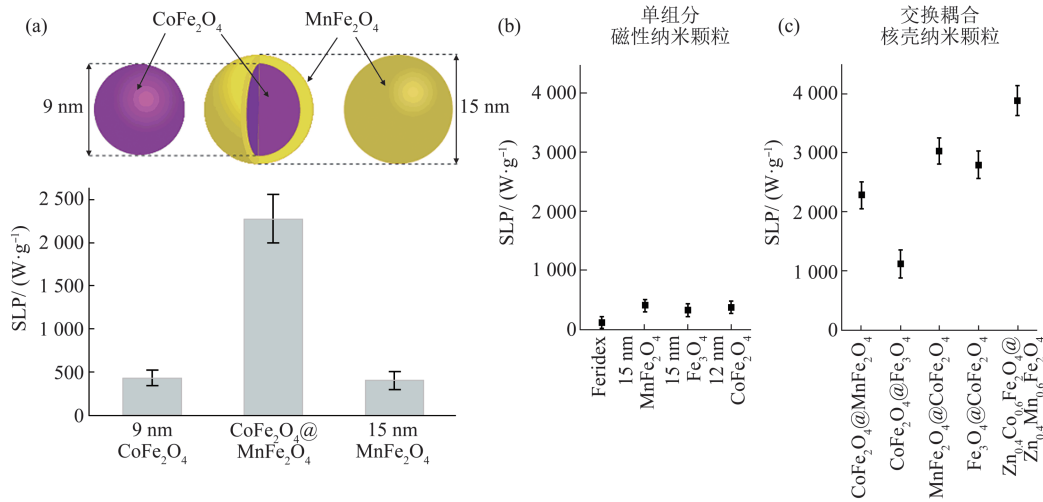 (a)
CoFe₂O₄
MnFe₂O₄
9 nm
15 nm
SLP/ (W·g⁻¹)
2 500
2 000
1 500
1 000
500
0
9 nm
CoFe₂O₄
CoFe₂O₄@
MnFe₂O₄
15 nm
MnFe₂O₄
(b)
单组分
磁性纳米颗粒
SLP/ (W·g⁻¹)
4 000
3 000
2 000
1 000
0
Feridex
15 nm
MnFe₂O₄
15 nm
Fe₃O₄
12 nm
CoFe₂O₄
(c)
交换耦合
核壳纳米颗粒
SLP/ (W·g⁻¹)
4 000
3 000
2 000
1 000
0
CoFe₂O₄@MnFe₂O₄
CoFe₂O₄@Fe₃O₄
MnFe₂O₄@CoFe₂O₄
Fe₃O₄@CoFe₂O₄
Zn₀.₄Co₀.₆Fe₂O₄@
Zn₀.₄Mn₀.₆Fe₂O₄